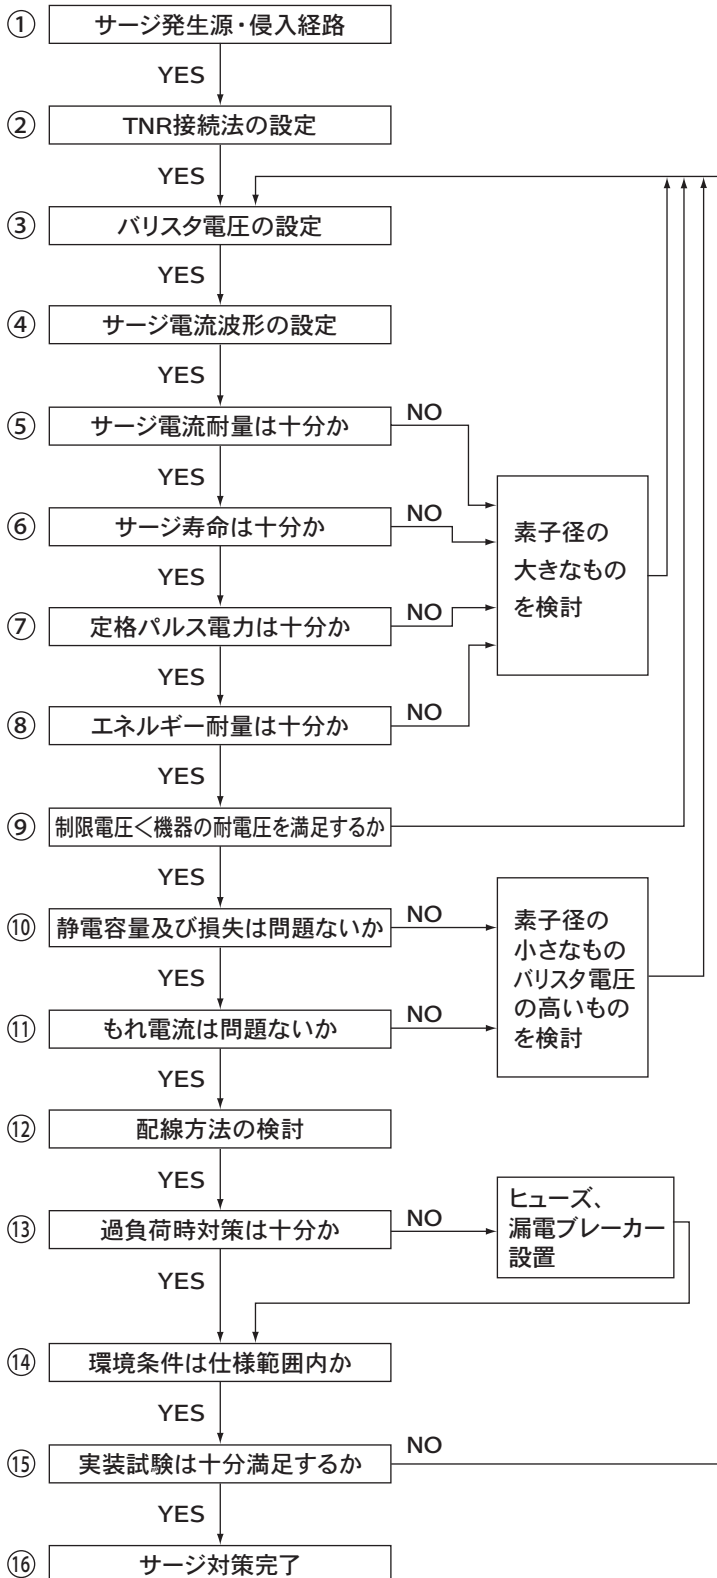 ① サージ発生源・侵入経路
YES
② TNR接続法の設定
YES
③ バリスタ電圧の設定
YES
④ サージ電流波形の設定
YES
⑤ サージ電流耐量は十分か NO
YES
⑥ サージ寿命は十分か NO
YES
⑦ 定格パルス電力は十分か NO
YES
⑧ エネルギー耐量は十分か NO
素子径の
大きなもの
を検討
YES
⑨ 制限電圧＜機器の耐電圧を満足するか
YES
⑩ 静電容量及び損失は問題ないか NO
YES
⑪ もれ電流は問題ないか NO
素子径の
小さなもの
バリスタ電圧
の高いもの
を検討
YES
⑫ 配線方法の検討
YES
⑬ 過負荷時対策は十分か NO
ヒューズ、
漏電ブレーカー
設置
YES
⑭ 環境条件は仕様範囲内か
YES
⑮ 実装試験は十分満足するか NO
YES
⑯ サージ対策完了